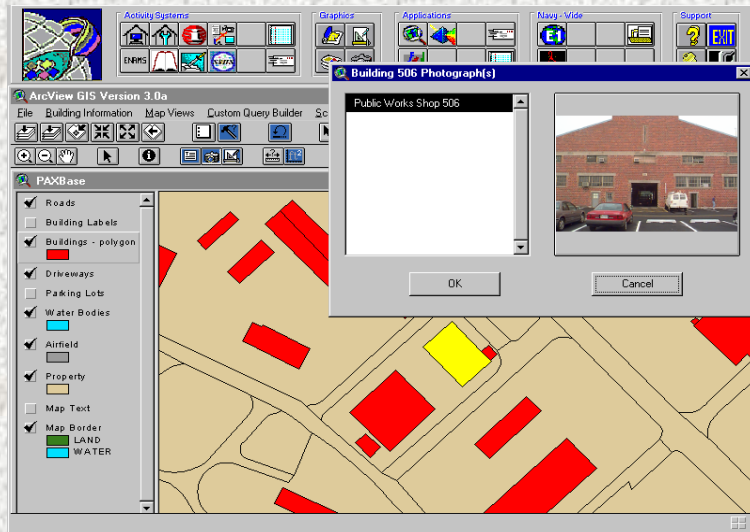 Activity Systems
Graphics
Applications
Navy - Wide
Support
ENRMS
EXIT
Building 506 Photograph(s)
Public Works Shop 506
OK
Cancel
ArcView GIS Version 3.0a
File Building Information Map Views Custom Query Builder Sc
PAXBase
Roads
Building Labels
Buildings - polygon
Driveways
Parking Lots
Water Bodies
Airfield
Property
Map Text
Map Border
LAND
WATER